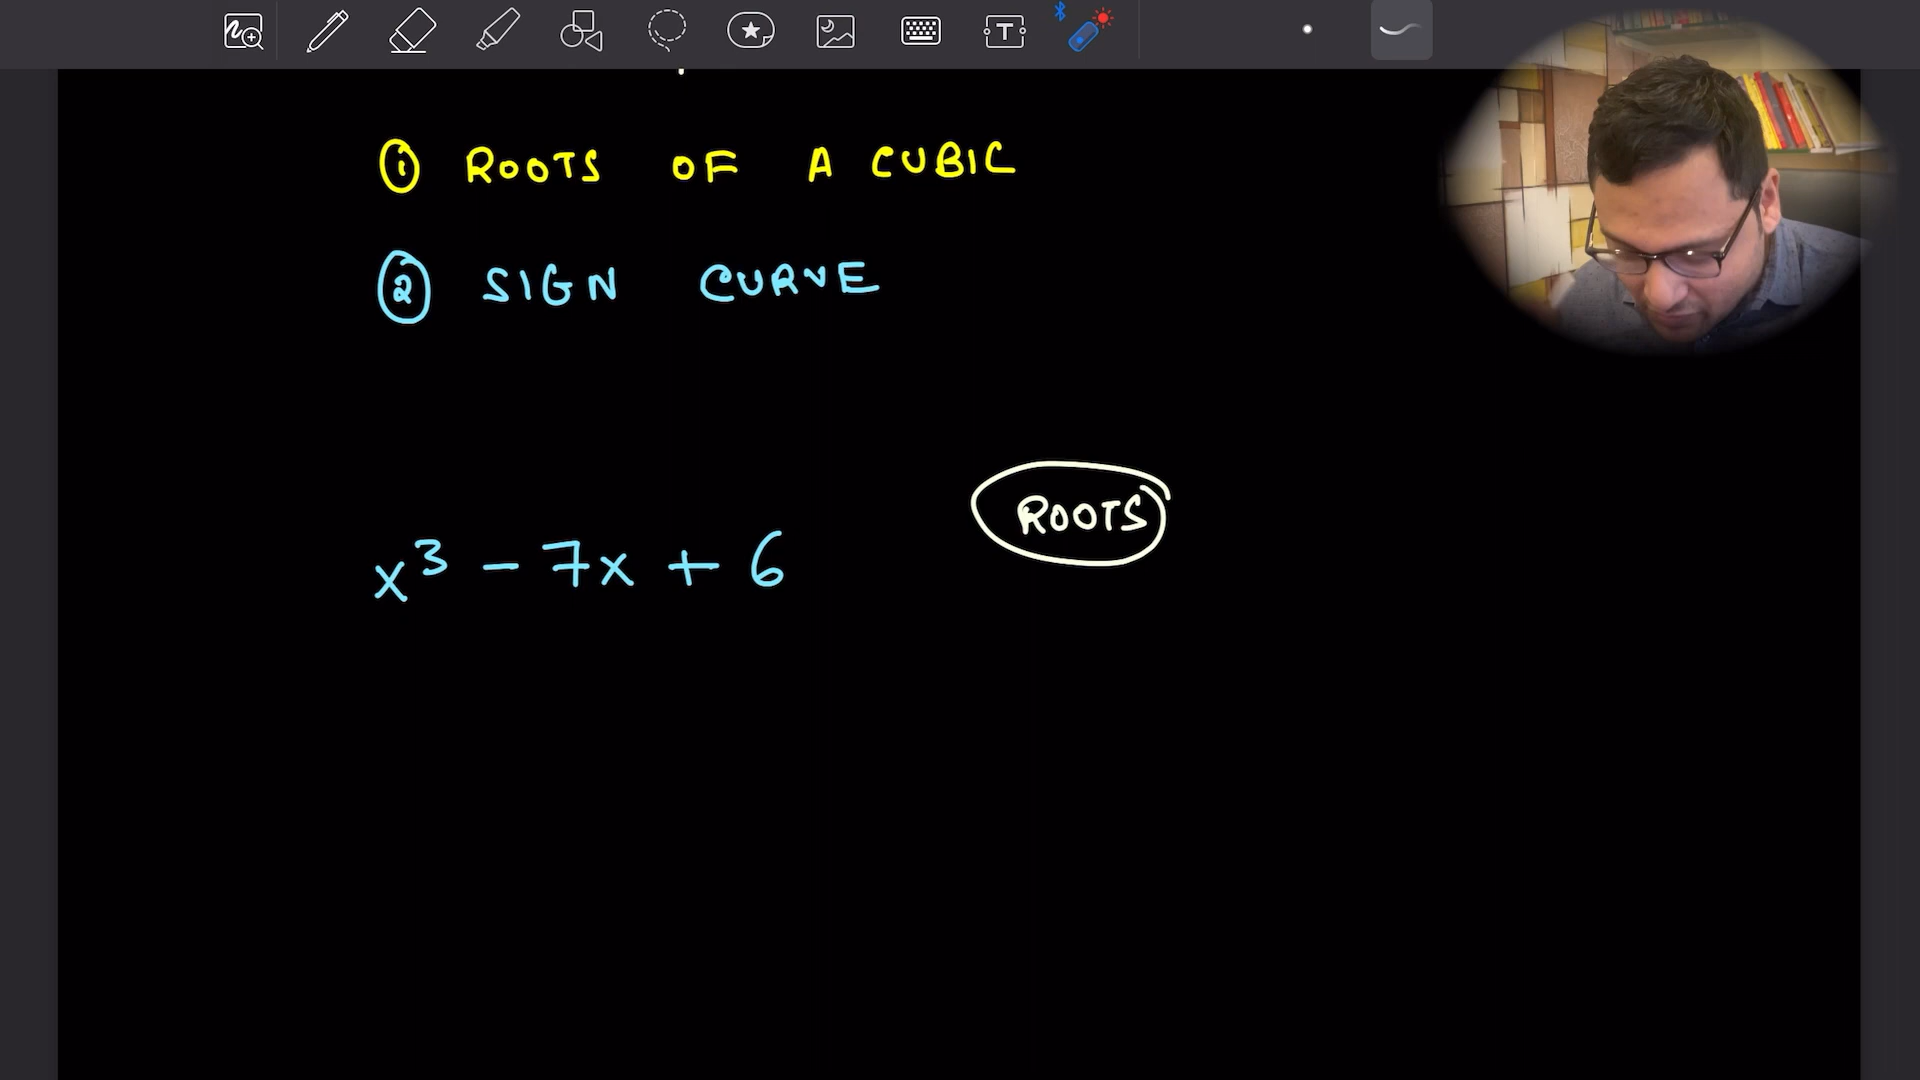 ① ROOTS OF A CUBIC
② SIGN CURVE
ROOTS
x³ - 7x + 6